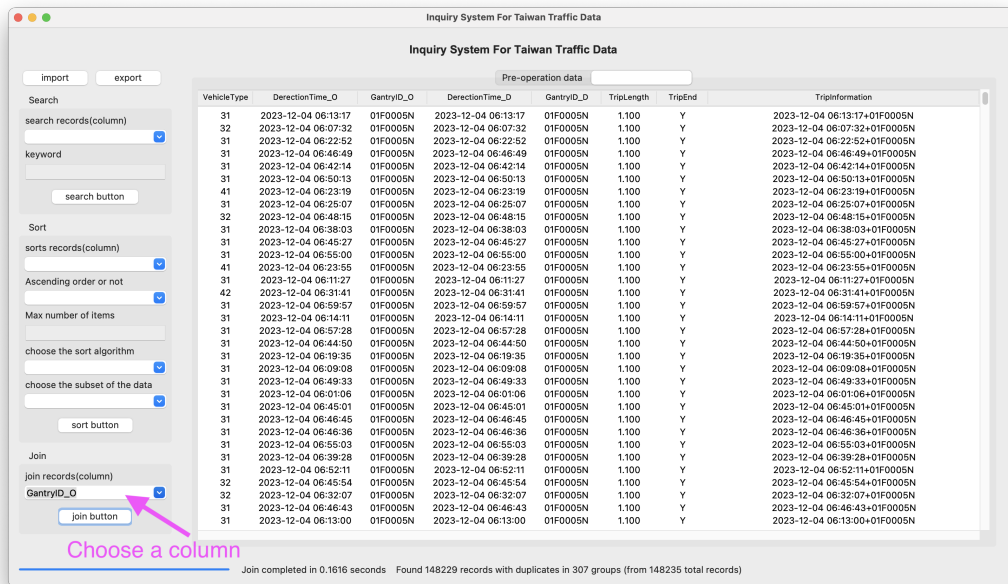 Inquiry System For Taiwan Traffic Data
Inquiry System For Taiwan Traffic Data
import export
Search
search records(column)
keyword
search button
Sort
sorts records(column)
Ascending order or not
Max number of items
choose the sort algorithm
choose the subset of the data
sort button
Join
join records(column)
GantryID_O
join button
Choose a column
Pre-operation data
VehicleType DerectionTime_O GantryID_O DerectionTime_D GantryID_D TripLength TripEnd TripInformation
31 2023-12-04 06:13:17 01F0005N 2023-12-04 06:13:17 01F0005N 1.100 Y 2023-12-04 06:13:17+01F0005N
32 2023-12-04 06:07:32 01F0005N 2023-12-04 06:07:32 01F0005N 1.100 Y 2023-12-04 06:07:32+01F0005N
31 2023-12-04 06:22:52 01F0005N 2023-12-04 06:22:52 01F0005N 1.100 Y 2023-12-04 06:22:52+01F0005N
31 2023-12-04 06:46:49 01F0005N 2023-12-04 06:46:49 01F0005N 1.100 Y 2023-12-04 06:46:49+01F0005N
31 2023-12-04 06:42:14 01F0005N 2023-12-04 06:42:14 01F0005N 1.100 Y 2023-12-04 06:42:14+01F0005N
31 2023-12-04 06:50:13 01F0005N 2023-12-04 06:50:13 01F0005N 1.100 Y 2023-12-04 06:50:13+01F0005N
41 2023-12-04 06:23:19 01F0005N 2023-12-04 06:23:19 01F0005N 1.100 Y 2023-12-04 06:23:19+01F0005N
31 2023-12-04 06:25:07 01F0005N 2023-12-04 06:25:07 01F0005N 1.100 Y 2023-12-04 06:25:07+01F0005N
32 2023-12-04 06:48:15 01F0005N 2023-12-04 06:48:15 01F0005N 1.100 Y 2023-12-04 06:48:15+01F0005N
31 2023-12-04 06:38:03 01F0005N 2023-12-04 06:38:03 01F0005N 1.100 Y 2023-12-04 06:38:03+01F0005N
31 2023-12-04 06:45:27 01F0005N 2023-12-04 06:45:27 01F0005N 1.100 Y 2023-12-04 06:45:27+01F0005N
31 2023-12-04 06:55:00 01F0005N 2023-12-04 06:55:00 01F0005N 1.100 Y 2023-12-04 06:55:00+01F0005N
41 2023-12-04 06:23:55 01F0005N 2023-12-04 06:23:55 01F0005N 1.100 Y 2023-12-04 06:23:55+01F0005N
31 2023-12-04 06:11:27 01F0005N 2023-12-04 06:11:27 01F0005N 1.100 Y 2023-12-04 06:11:27+01F0005N
42 2023-12-04 06:31:41 01F0005N 2023-12-04 06:31:41 01F0005N 1.100 Y 2023-12-04 06:31:41+01F0005N
31 2023-12-04 06:59:57 01F0005N 2023-12-04 06:59:57 01F0005N 1.100 Y 2023-12-04 06:59:57+01F0005N
31 2023-12-04 06:14:11 01F0005N 2023-12-04 06:14:11 01F0005N 1.100 Y 2023-12-04 06:14:11+01F0005N
31 2023-12-04 06:57:28 01F0005N 2023-12-04 06:57:28 01F0005N 1.100 Y 2023-12-04 06:57:28+01F0005N
31 2023-12-04 06:44:50 01F0005N 2023-12-04 06:44:50 01F0005N 1.100 Y 2023-12-04 06:44:50+01F0005N
31 2023-12-04 06:19:35 01F0005N 2023-12-04 06:19:35 01F0005N 1.100 Y 2023-12-04 06:19:35+01F0005N
31 2023-12-04 06:09:08 01F0005N 2023-12-04 06:09:08 01F0005N 1.100 Y 2023-12-04 06:09:08+01F0005N
31 2023-12-04 06:49:33 01F0005N 2023-12-04 06:49:33 01F0005N 1.100 Y 2023-12-04 06:49:33+01F0005N
31 2023-12-04 06:01:06 01F0005N 2023-12-04 06:01:06 01F0005N 1.100 Y 2023-12-04 06:01:06+01F0005N
31 2023-12-04 06:45:01 01F0005N 2023-12-04 06:45:01 01F0005N 1.100 Y 2023-12-04 06:45:01+01F0005N
31 2023-12-04 06:46:45 01F0005N 2023-12-04 06:46:45 01F0005N 1.100 Y 2023-12-04 06:46:45+01F0005N
31 2023-12-04 06:46:36 01F0005N 2023-12-04 06:46:36 01F0005N 1.100 Y 2023-12-04 06:46:36+01F0005N
31 2023-12-04 06:55:03 01F0005N 2023-12-04 06:55:03 01F0005N 1.100 Y 2023-12-04 06:55:03+01F0005N
31 2023-12-04 06:39:28 01F0005N 2023-12-04 06:39:28 01F0005N 1.100 Y 2023-12-04 06:39:28+01F0005N
31 2023-12-04 06:52:11 01F0005N 2023-12-04 06:52:11 01F0005N 1.100 Y 2023-12-04 06:52:11+01F0005N
32 2023-12-04 06:45:54 01F0005N 2023-12-04 06:45:54 01F0005N 1.100 Y 2023-12-04 06:45:54+01F0005N
32 2023-12-04 06:32:07 01F0005N 2023-12-04 06:32:07 01F0005N 1.100 Y 2023-12-04 06:32:07+01F0005N
31 2023-12-04 06:46:43 01F0005N 2023-12-04 06:46:43 01F0005N 1.100 Y 2023-12-04 06:46:43+01F0005N
31 2023-12-04 06:13:00 01F0005N 2023-12-04 06:13:00 01F0005N 1.100 Y 2023-12-04 06:13:00+01F0005N
Join completed in 0.1616 seconds Found 148229 records with duplicates in 307 groups (from 148235 total records)